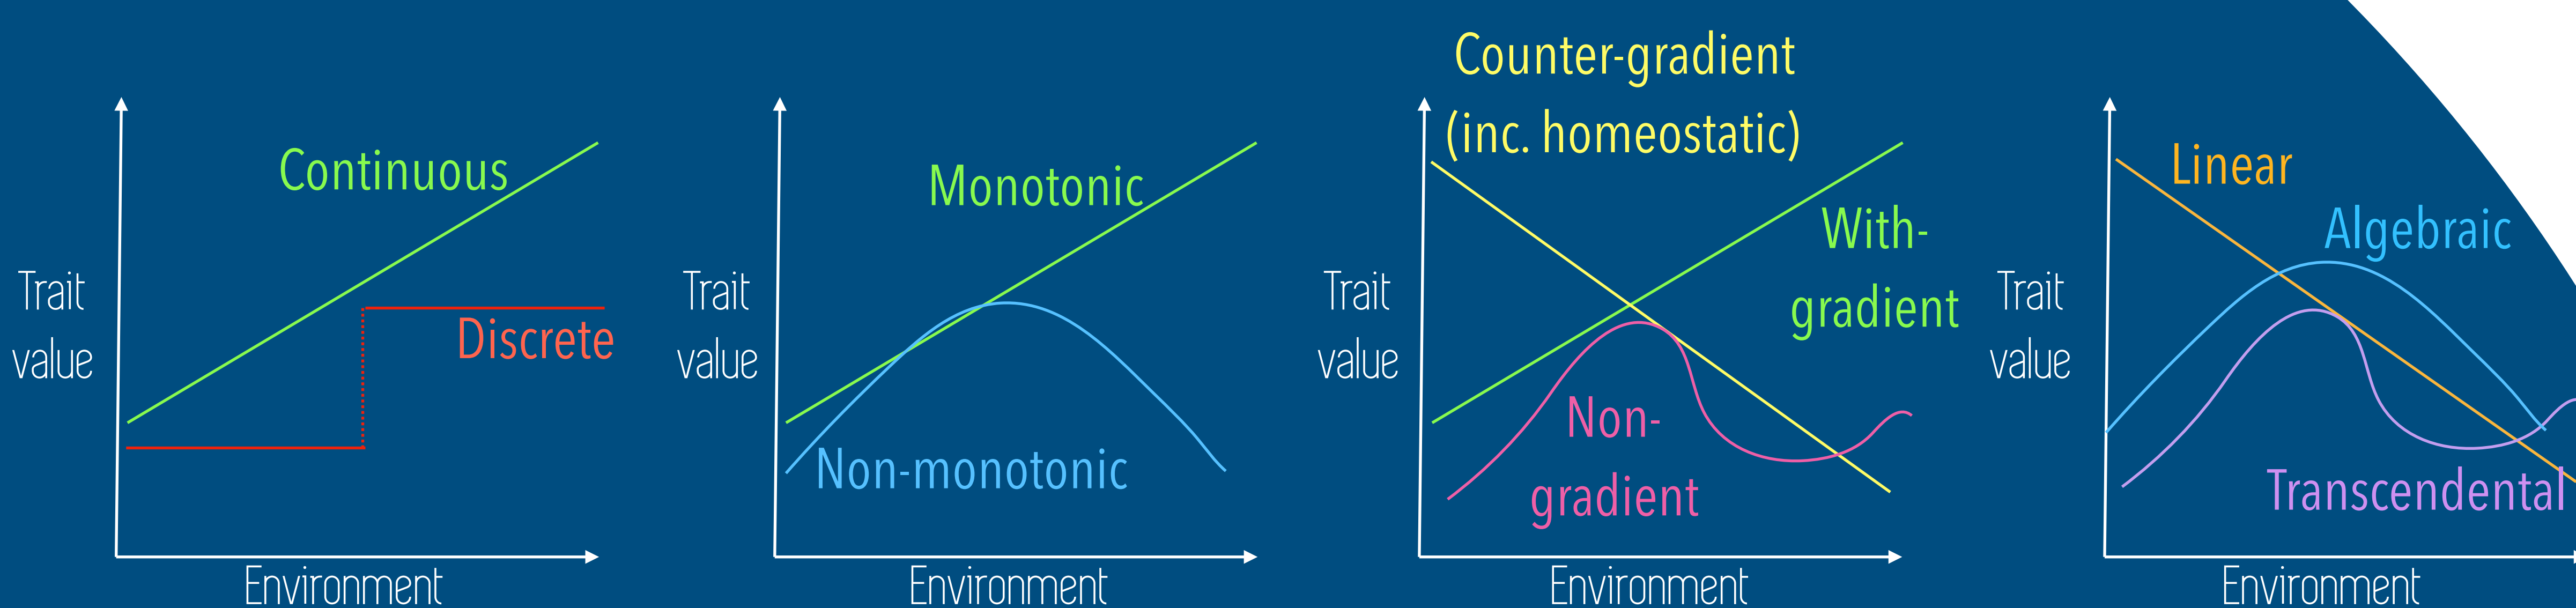 Continuous
Discrete
Trait
value
Environment
Monotonic
Non-monotonic
Trait
value
Environment
Counter-gradient
(inc. homeostatic)
With-
gradient
Non-
gradient
Trait
value
Environment
Linear
Algebraic
Transcendental
Trait
value
Environment